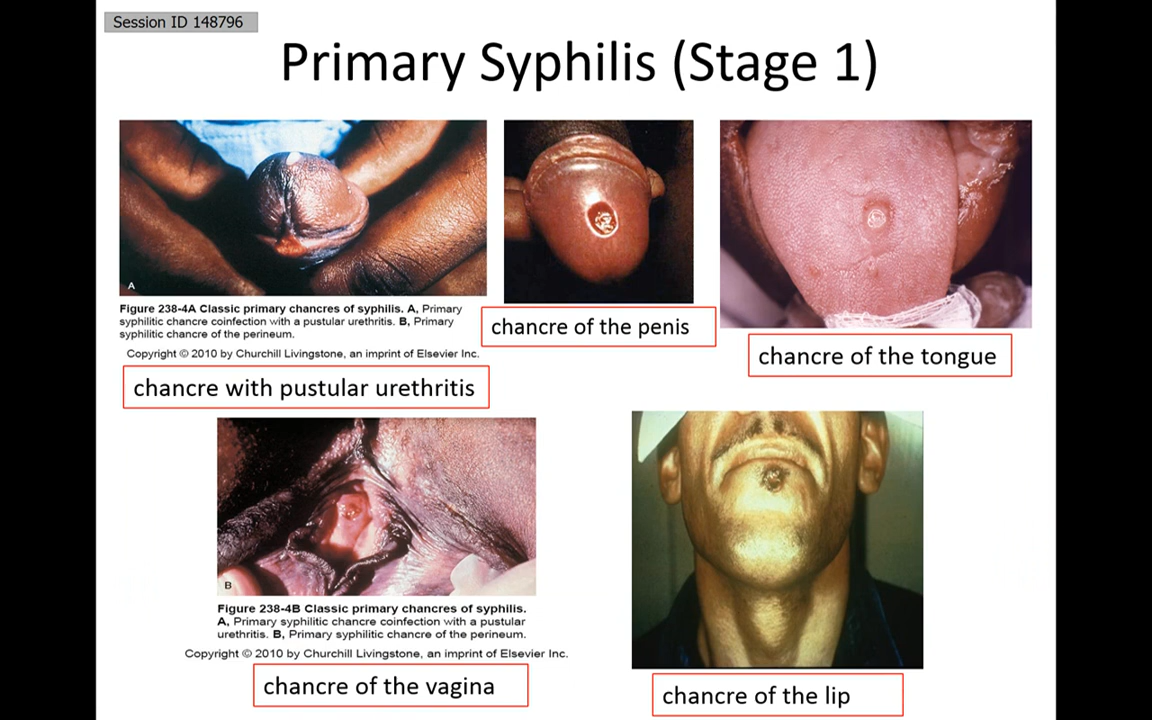 Session ID 148796
Primary Syphilis (Stage 1)
A
Figure 238-4A Classic primary chancres of syphilis. A, Primary
syphilitic chancre coinfection with a pustular urethritis. B, Primary
syphilitic chancre of the perineum.
Copyright © 2010 by Churchill Livingstone, an imprint of Elsevier Inc.
chancre with pustular urethritis
chancre of the penis
chancre of the tongue
B
Figure 238-4B Classic primary chancres of syphilis.
A, Primary syphilitic chancre coinfection with a pustular
urethritis. B, Primary syphilitic chancre of the perineum.
Copyright © 2010 by Churchill Livingstone, an imprint of Elsevier Inc.
chancre of the vagina
chancre of the lip